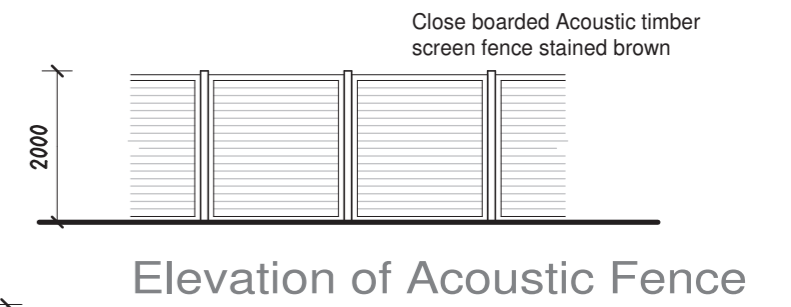 Close boarded Acoustic timber
screen fence stained brown
2000
Elevation of Acoustic Fence